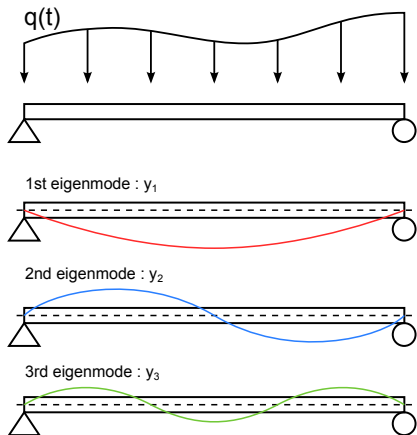 q(t)
1st eigenmode : y₁
2nd eigenmode : y₂
3rd eigenmode : y₃